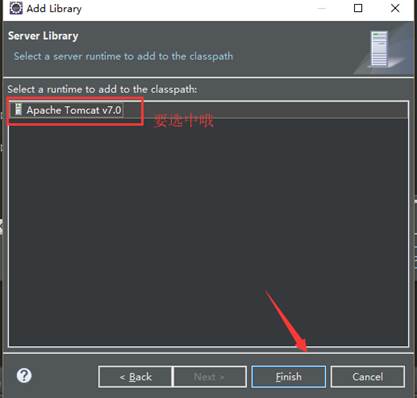 Add Library
Server Library
Select a server runtime to add to the classpath
Select a runtime to add to the classpath:
Apache Tomcat v7.0
要选中哦
< Back
Next >
Finish
Cancel